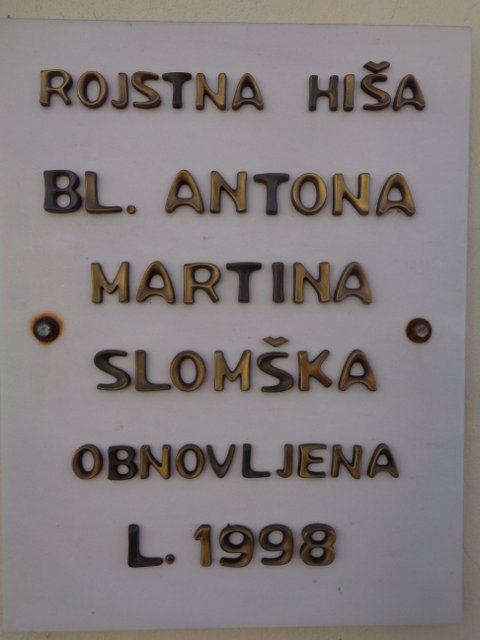 ROJSTNA HIŠA
BL. ANTONA
MARTINA
SLOMŠKA
OBNOVLJENA
L. 1998